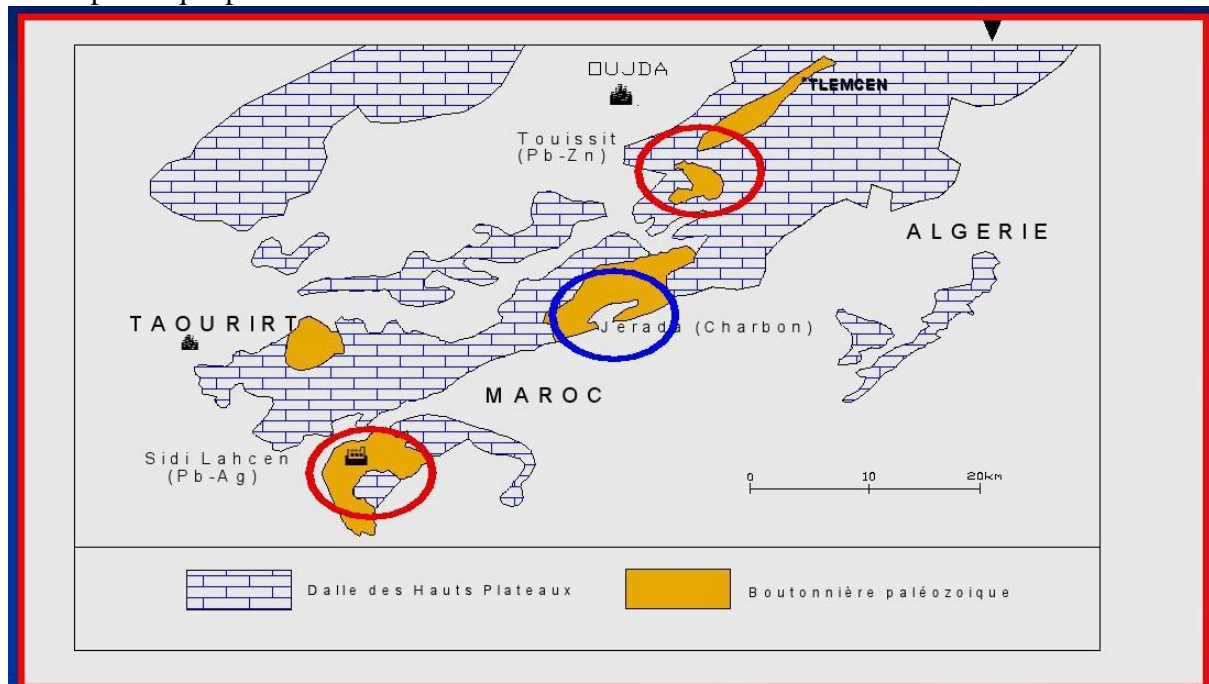 OUJDA
TLEMCEN
Touissit
(Pb-Zn)
ALGERIE
TAOURIRT
Jerada (Charbon)
MAROC
Sidi Lahcen
(Pb-Ag)
0 10 20km
Dalle des Hauts Plateaux
Boutonnière paléozoique